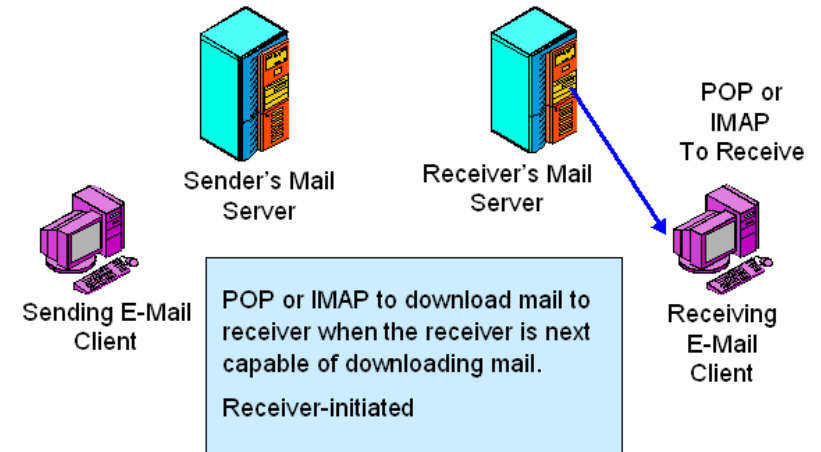 POP or
IMAP
To Receive
Sender's Mail
Server
Receiver's Mail
Server
Sending E-Mail
Client
POP or IMAP to download mail to
receiver when the receiver is next
capable of downloading mail.
Receiver-initiated
Receiving
E-Mail
Client